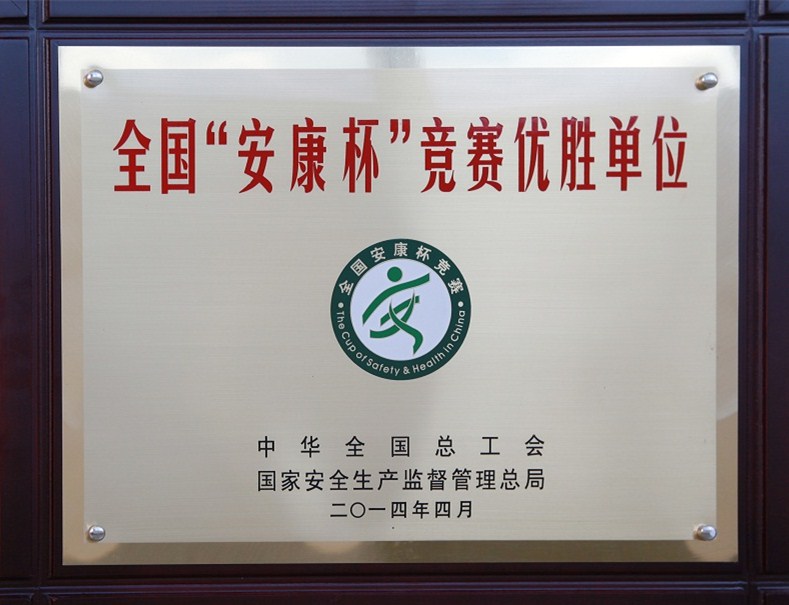 全国“安康杯”竞赛优胜单位
全国安康杯竞赛
The Cup of Safety & Health in China
中华全国总工会
国家安全生产监督管理总局
二〇一四年四月